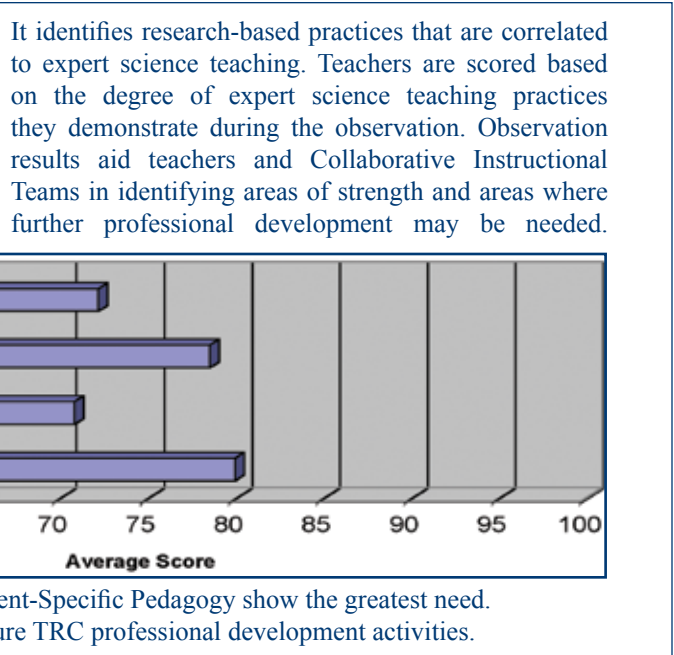 It identifies research-based practices that are correlated
to expert science teaching. Teachers are scored based
on the degree of expert science teaching practices
they demonstrate during the observation. Observation
results aid teachers and Collaborative Instructional
Teams in identifying areas of strength and areas where
further professional development may be needed.
70 75 80 85 90 95 100
Average Score
ent-Specific Pedagogy show the greatest need.
ure TRC professional development activities.